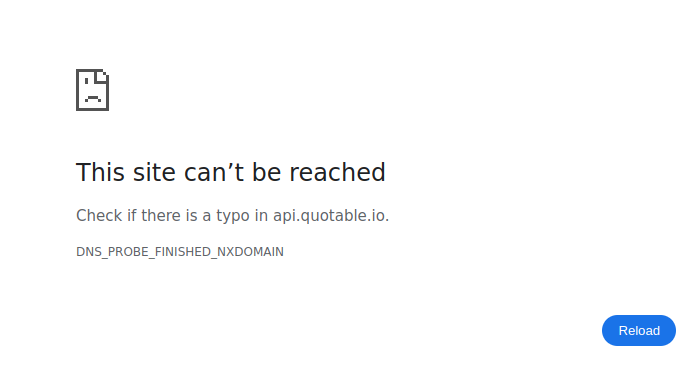 This site can’t be reached
Check if there is a typo in api.quotable.io.
DNS_PROBE_FINISHED_NXDOMAIN
Reload